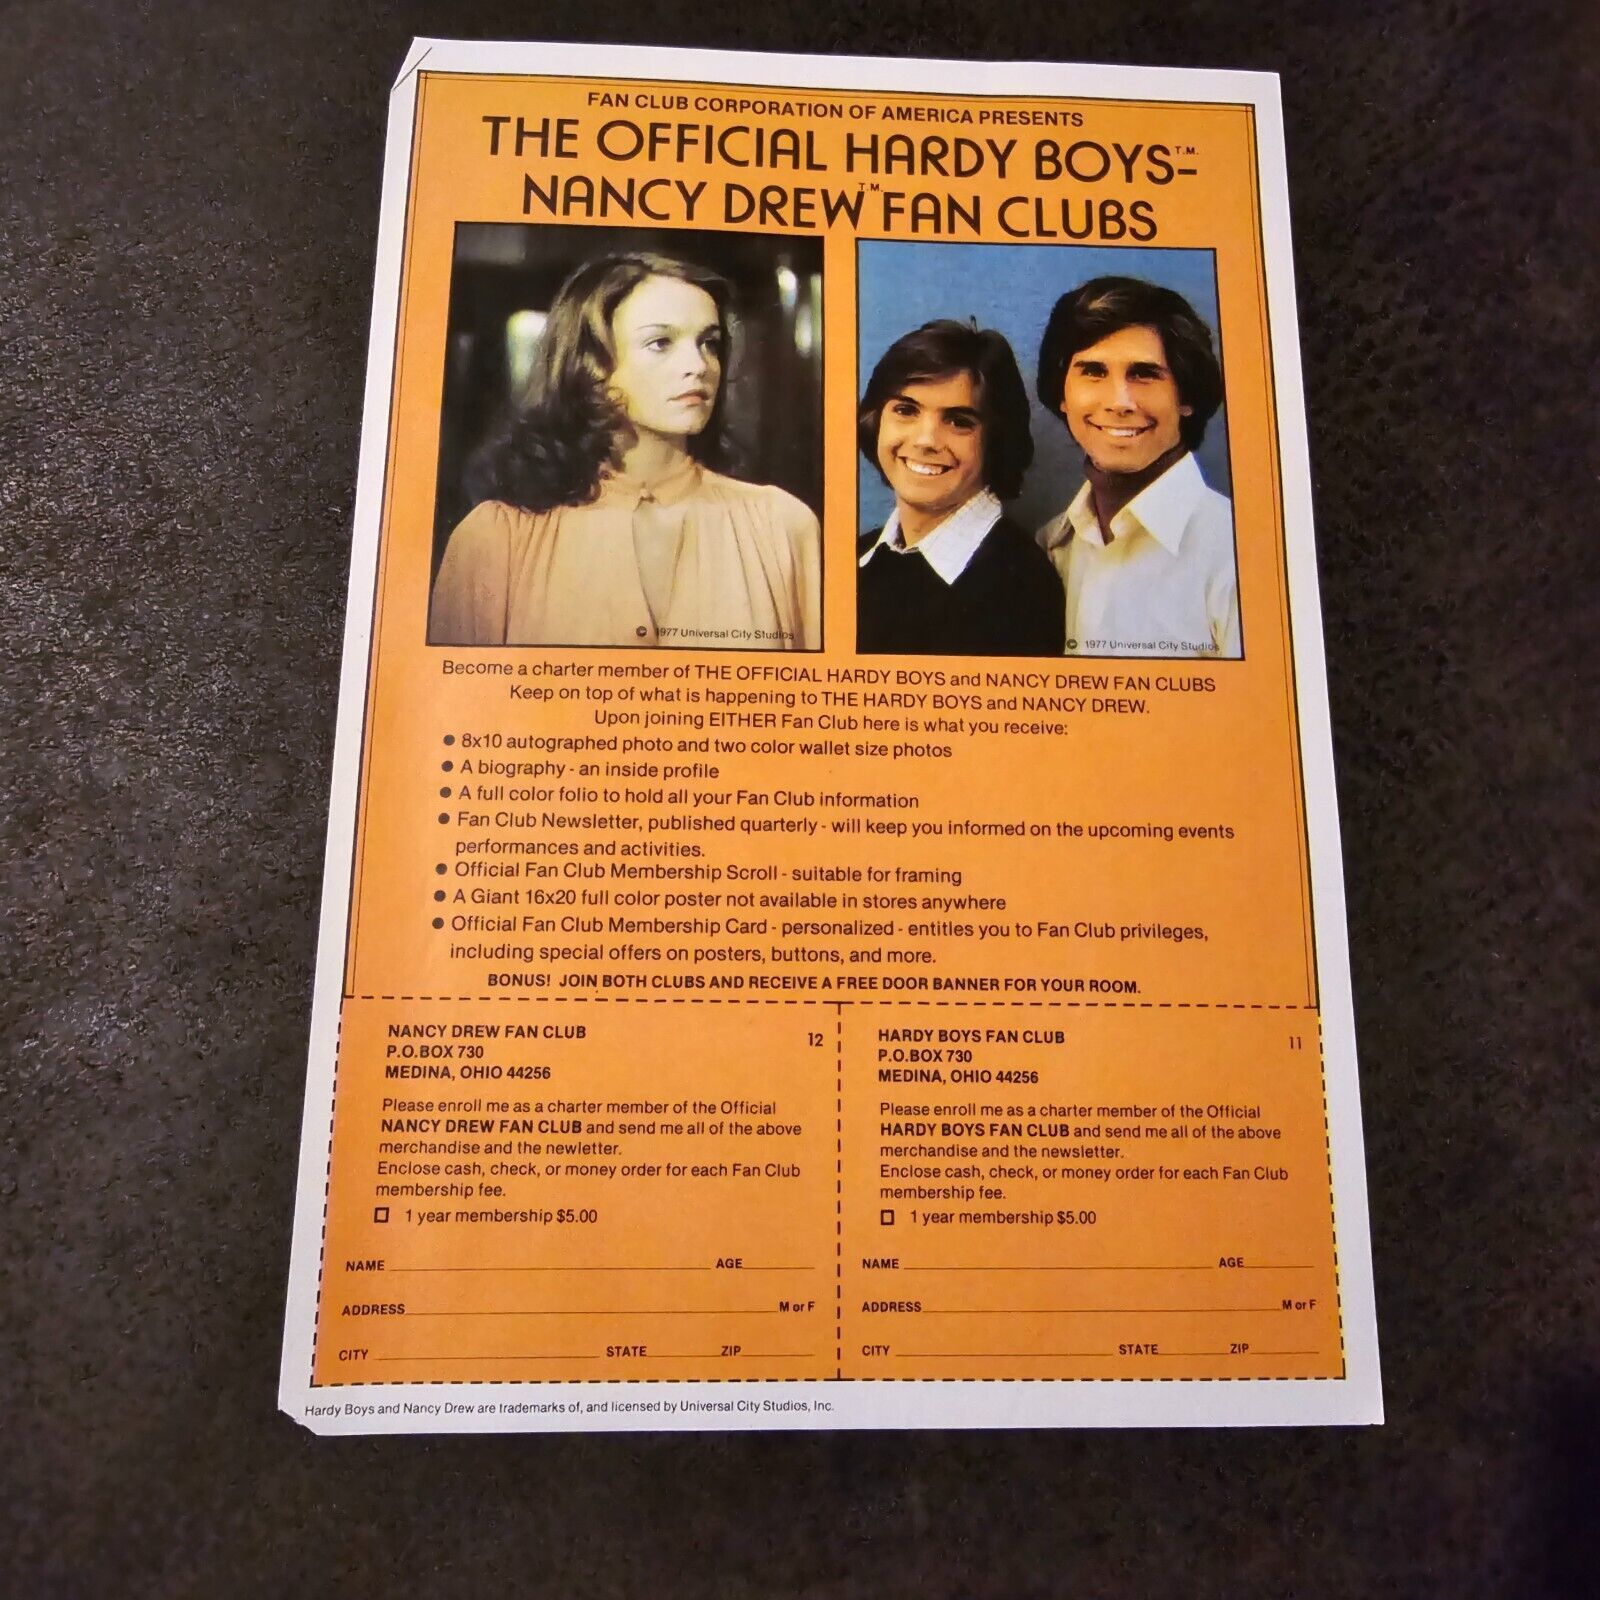 FAN CLUB CORPORATION OF AMERICA PRESENTS
THE OFFICIAL HARDY BOYS T.M.-
NANCY DREW T.M. FAN CLUBS
© 1977 Universal City Studios
© 1977 Universal City Studios
Become a charter member of THE OFFICIAL HARDY BOYS and NANCY DREW FAN CLUBS
Keep on top of what is happening to THE HARDY BOYS and NANCY DREW.
Upon joining EITHER Fan Club here is what you receive:
● 8x10 autographed photo and two color wallet size photos
● A biography - an inside profile
● A full color folio to hold all your Fan Club information
● Fan Club Newsletter, published quarterly - will keep you informed on the upcoming events
performances and activities.
● Official Fan Club Membership Scroll - suitable for framing
● A Giant 16x20 full color poster not available in stores anywhere
● Official Fan Club Membership Card - personalized - entitles you to Fan Club privileges,
including special offers on posters, buttons, and more.
BONUS! JOIN BOTH CLUBS AND RECEIVE A FREE DOOR BANNER FOR YOUR ROOM.
NANCY DREW FAN CLUB 12
P.O.BOX 730
MEDINA, OHIO 44256
Please enroll me as a charter member of the Official
NANCY DREW FAN CLUB and send me all of the above
merchandise and the newletter.
Enclose cash, check, or money order for each Fan Club
membership fee.
☐ 1 year membership $5.00
NAME AGE
ADDRESS M or F
CITY STATE ZIP
HARDY BOYS FAN CLUB 11
P.O.BOX 730
MEDINA, OHIO 44256
Please enroll me as a charter member of the Official
HARDY BOYS FAN CLUB and send me all of the above
merchandise and the newsletter.
Enclose cash, check, or money order for each Fan Club
membership fee.
☐ 1 year membership $5.00
NAME AGE
ADDRESS M or F
CITY STATE ZIP
Hardy Boys and Nancy Drew are trademarks of, and licensed by Universal City Studios, Inc.